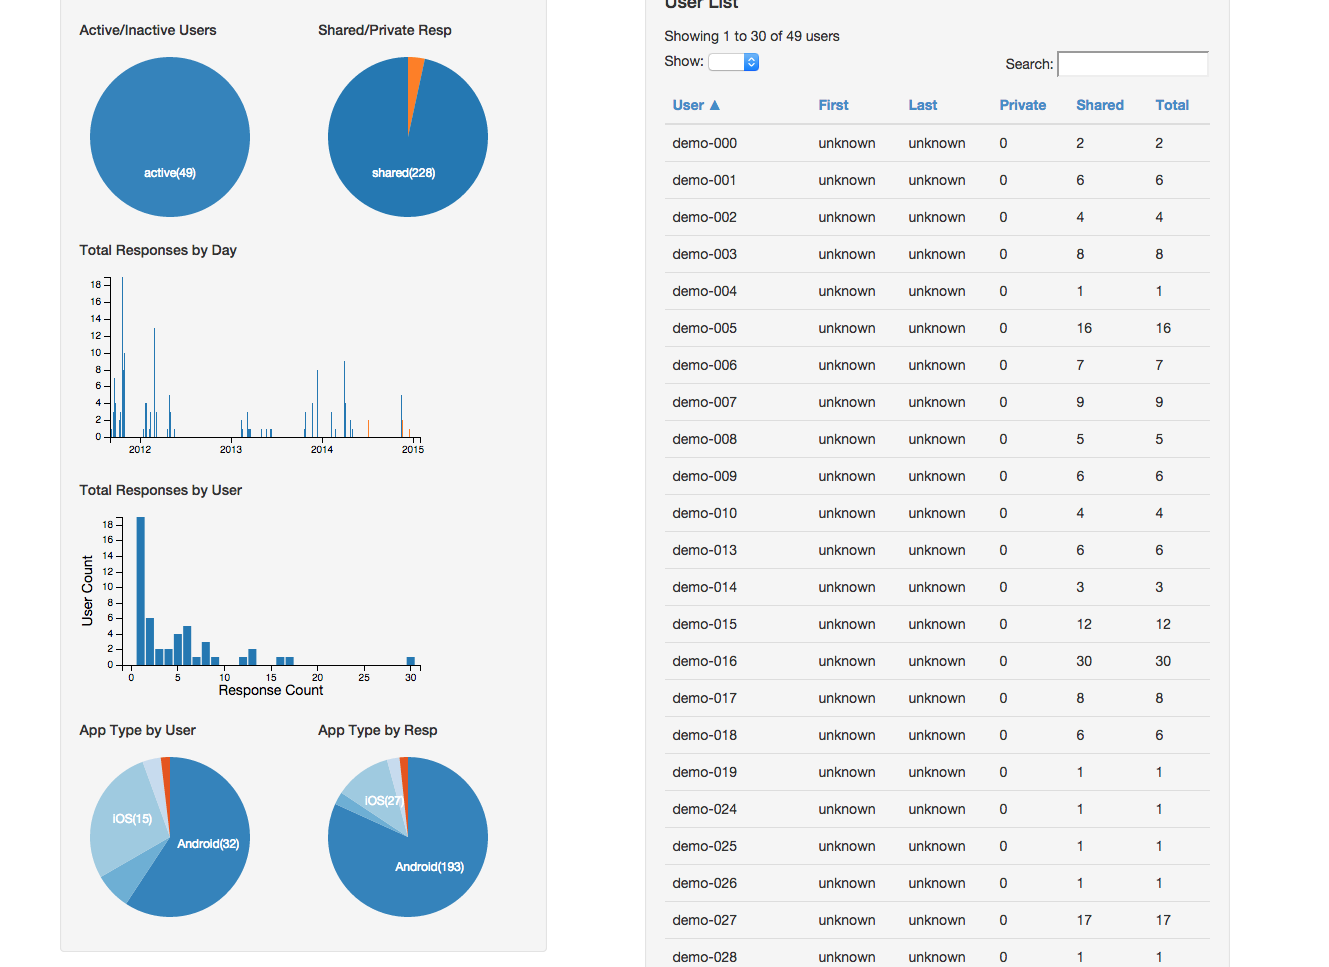 Active/Inactive Users
Shared/Private Resp
active(49)
shared(228)
Total Responses by Day
18
16
14
12
10
8
6
4
2
0
2012 2013 2014 2015
Total Responses by User
User Count
18
16
14
12
10
8
6
4
2
0
0 5 10 15 20 25 30
Response Count
App Type by User
App Type by Resp
iOS(15)
Android(32)
iOS(27)
Android(193)
User List
Showing 1 to 30 of 49 users
Show:
Search:
User ▲ First Last Private Shared Total
demo-000 unknown unknown 0 2 2
demo-001 unknown unknown 0 6 6
demo-002 unknown unknown 0 4 4
demo-003 unknown unknown 0 8 8
demo-004 unknown unknown 0 1 1
demo-005 unknown unknown 0 16 16
demo-006 unknown unknown 0 7 7
demo-007 unknown unknown 0 9 9
demo-008 unknown unknown 0 5 5
demo-009 unknown unknown 0 6 6
demo-010 unknown unknown 0 4 4
demo-013 unknown unknown 0 6 6
demo-014 unknown unknown 0 3 3
demo-015 unknown unknown 0 12 12
demo-016 unknown unknown 0 30 30
demo-017 unknown unknown 0 8 8
demo-018 unknown unknown 0 6 6
demo-019 unknown unknown 0 1 1
demo-024 unknown unknown 0 1 1
demo-025 unknown unknown 0 1 1
demo-026 unknown unknown 0 1 1
demo-027 unknown unknown 0 17 17
demo-028 unknown unknown 0 1 1